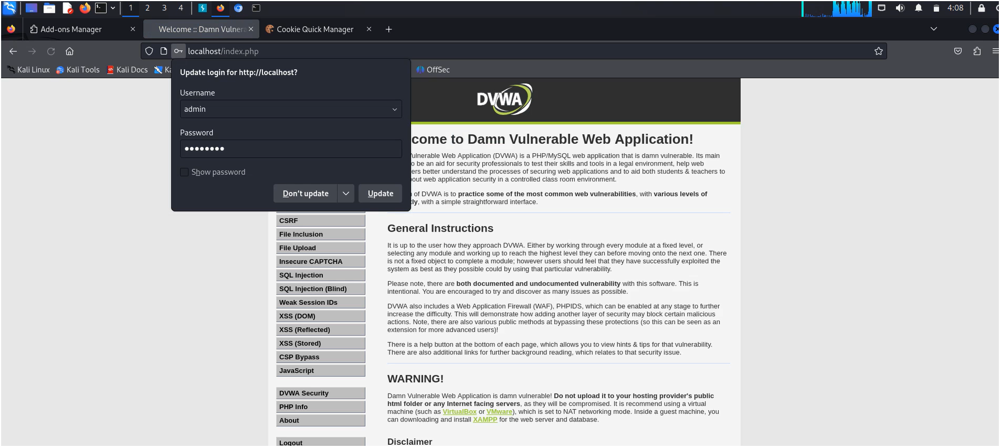 1 2 3 4 4:08
Add-ons Manager
Welcome :: Damn Vulnera
Cookie Quick Manager
localhost/index.php
Kali Linux Kali Tools Kali Docs OffSec
Update login for http://localhost?
Username
admin
Password
Show password
Don't update
Update
DVWA
come to Damn Vulnerable Web Application!
Vulnerable Web Application (DVWA) is a PHP/MySQL web application that is damn vulnerable. Its main
o be an aid for security professionals to test their skills and tools in a legal environment, help web
ers better understand the processes of securing web applications and to aid both students & teachers to
out web application security in a controlled class room environment.
of DVWA is to practice some of the most common web vulnerabilities, with various levels of
ty, with a simple straightforward interface.
CSRF
File Inclusion
File Upload
Insecure CAPTCHA
SQL Injection
SQL Injection (Blind)
Weak Session IDs
XSS (DOM)
XSS (Reflected)
XSS (Stored)
CSP Bypass
JavaScript
DVWA Security
PHP Info
About
Logout
General Instructions
It is up to the user how they approach DVWA. Either by working through every module at a fixed level, or
selecting any module and working up to reach the highest level they can before moving onto the next one. There
is not a fixed object to complete a module; however users should feel that they have successfully exploited the
system as best as they possible could by using that particular vulnerability.
Please note, there are both documented and undocumented vulnerability with this software. This is
intentional. You are encouraged to try and discover as many issues as possible.
DVWA also includes a Web Application Firewall (WAF), PHPIDS, which can be enabled at any stage to further
increase the difficulty. This will demonstrate how adding another layer of security may block certain malicious
actions. Note, there are also various public methods at bypassing these protections (so this can be seen as an
extension for more advanced users)!
There is a help button at the bottom of each page, which allows you to view hints & tips for that vulnerability.
There are also additional links for further background reading, which relates to that security issue.
WARNING!
Damn Vulnerable Web Application is damn vulnerable! Do not upload it to your hosting provider's public
html folder or any Internet facing servers, as they will be compromised. It is recommend using a virtual
machine (such as VirtualBox or VMware), which is set to NAT networking mode. Inside a guest machine, you
can downloading and install XAMPP for the web server and database.
Disclaimer